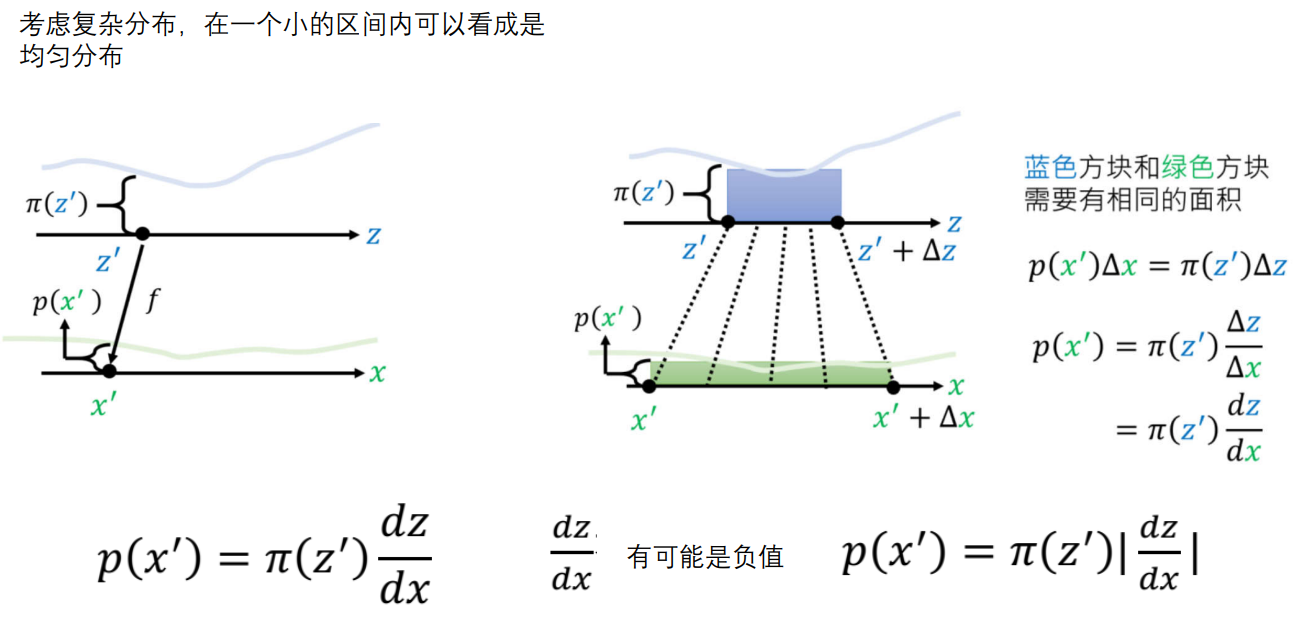 考虑复杂分布，在一个小的区间内可以看成是
均匀分布
π(z′)
z
z′
p(x′)
f
x
x′
π(z′)
z
z′
z′ + Δz
p(x′)
x
x′
x′ + Δx
蓝色方块和绿色方块
需要有相同的面积
p(x′)Δx = π(z′)Δz
p(x′) = π(z′) Δz/Δx
= π(z′) dz/dx
p(x′) = π(z′) dz/dx
dz/dx 有可能是负值
p(x′) = π(z′)|dz/dx|